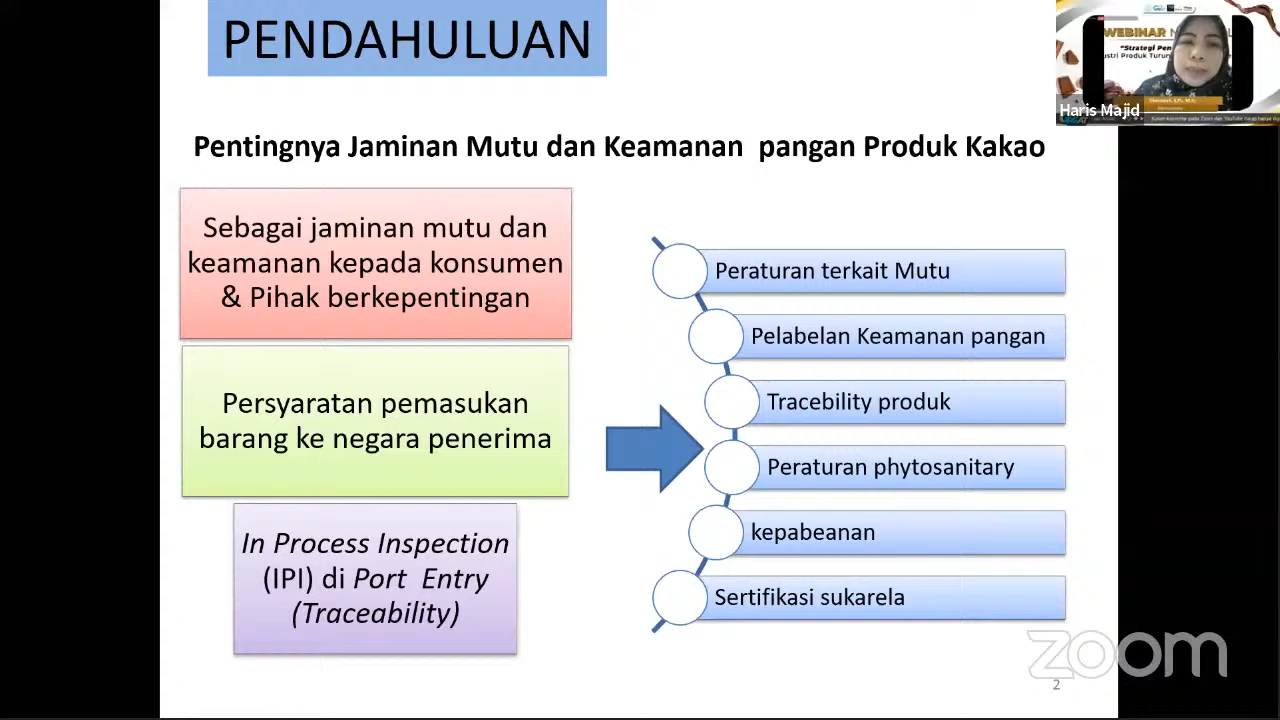 PENDAHULUAN
WEBINAR
"Strategi Pen
ustri Produk Turun
Haris Majid
Pentingnya Jaminan Mutu dan Keamanan pangan Produk Kakao
Sebagai jaminan mutu dan
keamanan kepada konsumen
& Pihak berkepentingan
Persyaratan pemasukan
barang ke negara penerima
In Process Inspection
(IPI) di Port Entry
(Traceability)
Peraturan terkait Mutu
Pelabelan Keamanan pangan
Tracebility produk
Peraturan phytosanitary
kepabeanan
Sertifikasi sukarela
zoom
2